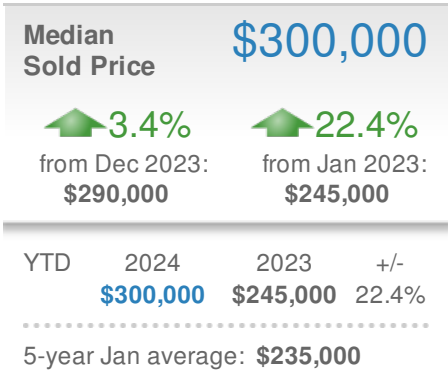 Median
Sold Price
$300,000
3.4%
from Dec 2023:
$290,000
22.4%
from Jan 2023:
$245,000
YTD 2024 2023 +/-
$300,000 $245,000 22.4%
5-year Jan average: $235,000